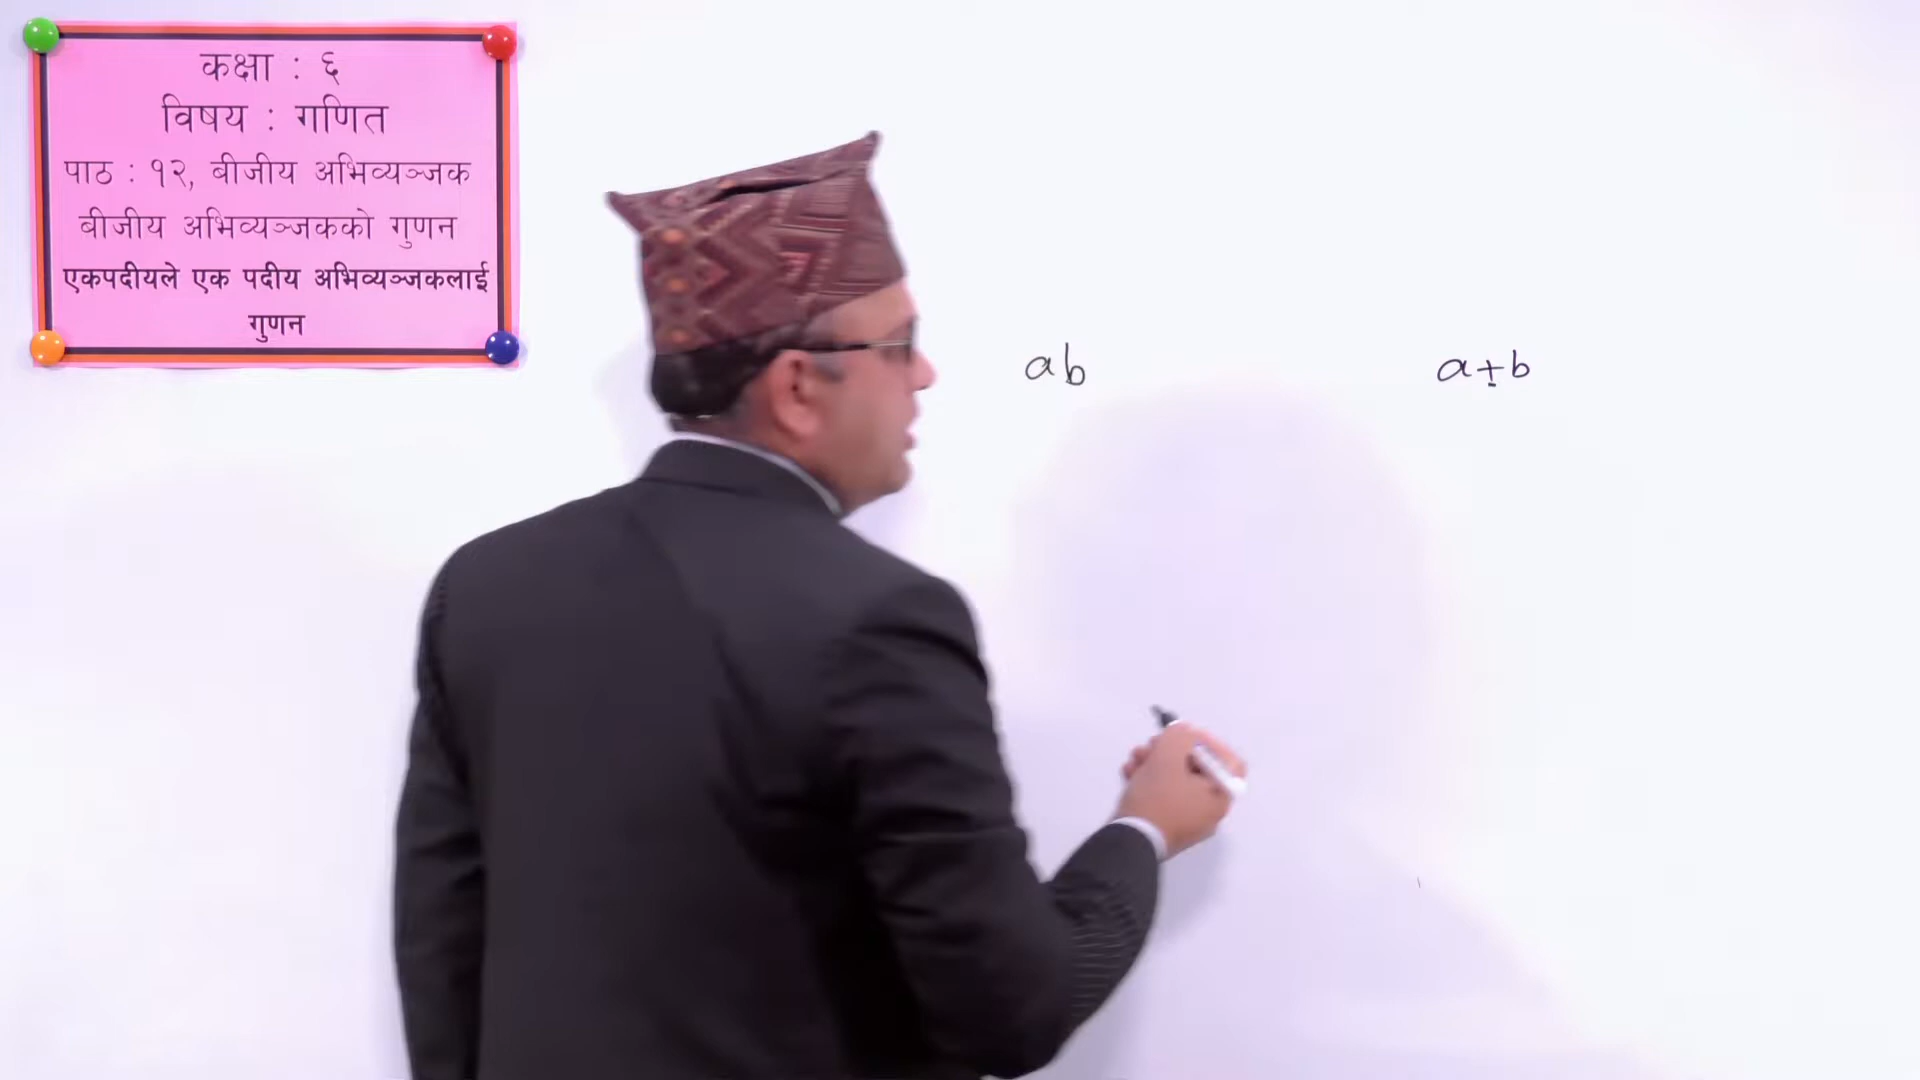 कक्षा : ६
विषय : गणित
पाठ : १२, बीजीय अभिव्यञ्जक
बीजीय अभिव्यञ्जकको गुणन
एकपदीयले एक पदीय अभिव्यञ्जकलाई
गुणन
ab
a+b